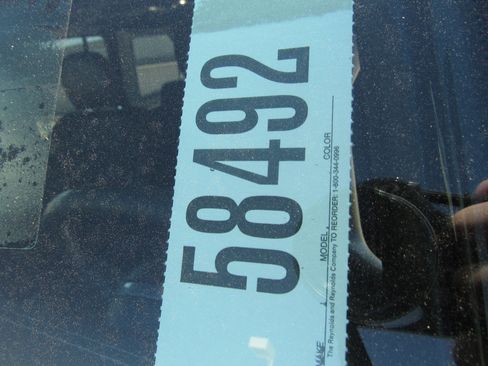 58492
MAKE MODEL COLOR
The Reynolds and Reynolds Company TO REORDER: 1-800-344-0996